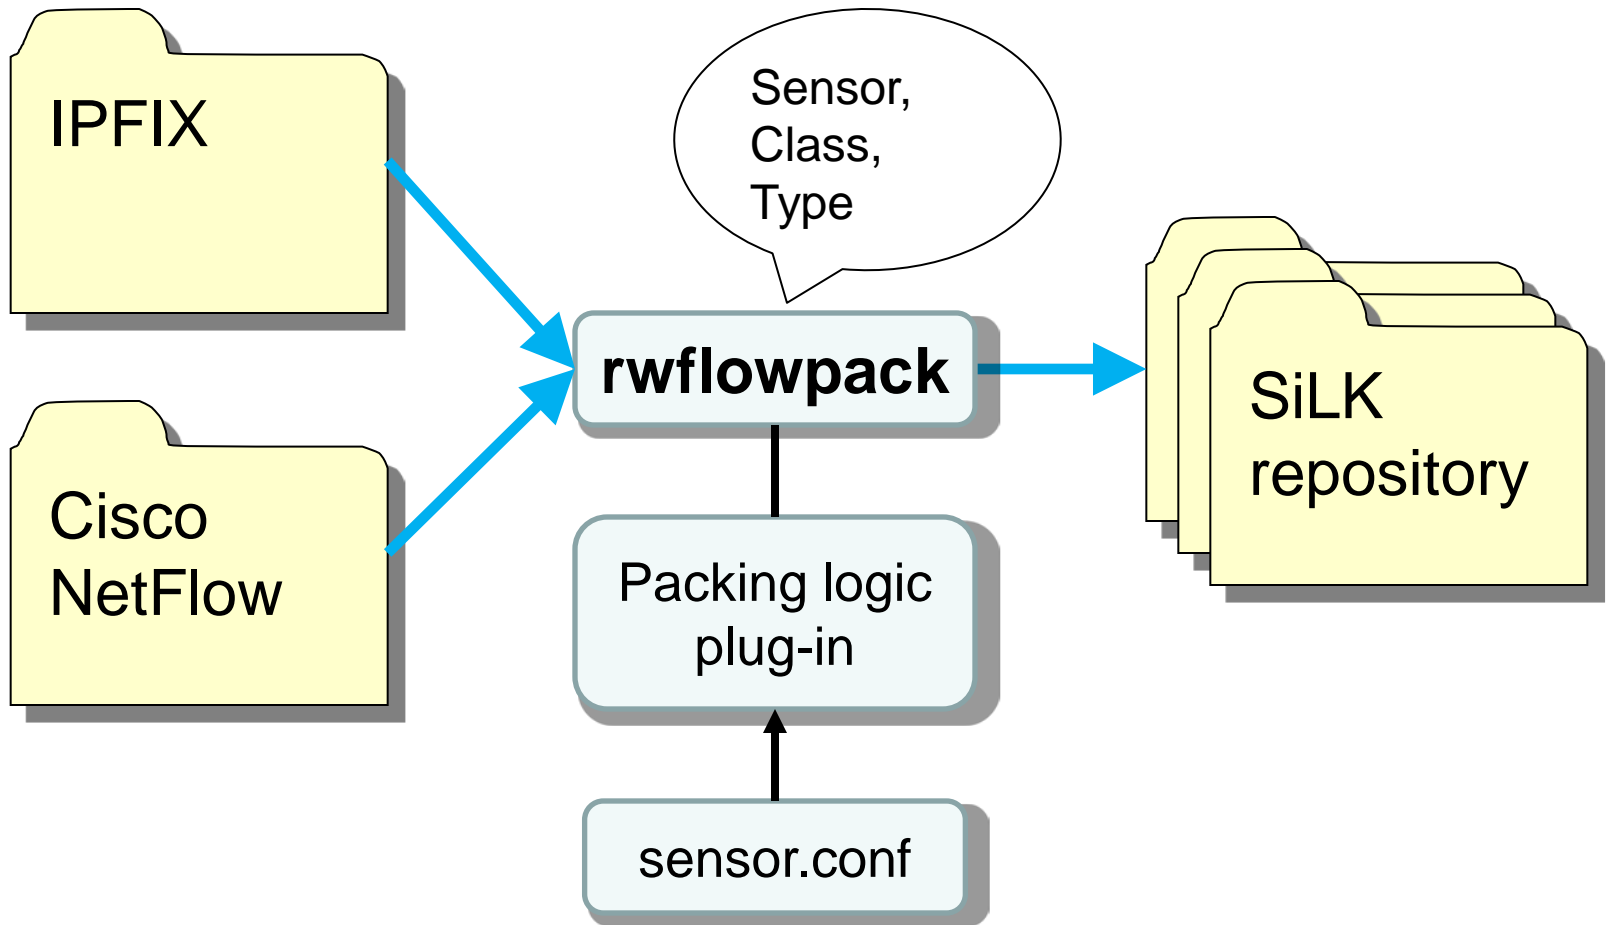 IPFIX
Sensor,
Class,
Type
rwflowpack
SiLK
repository
Cisco
NetFlow
Packing logic
plug-in
sensor.conf